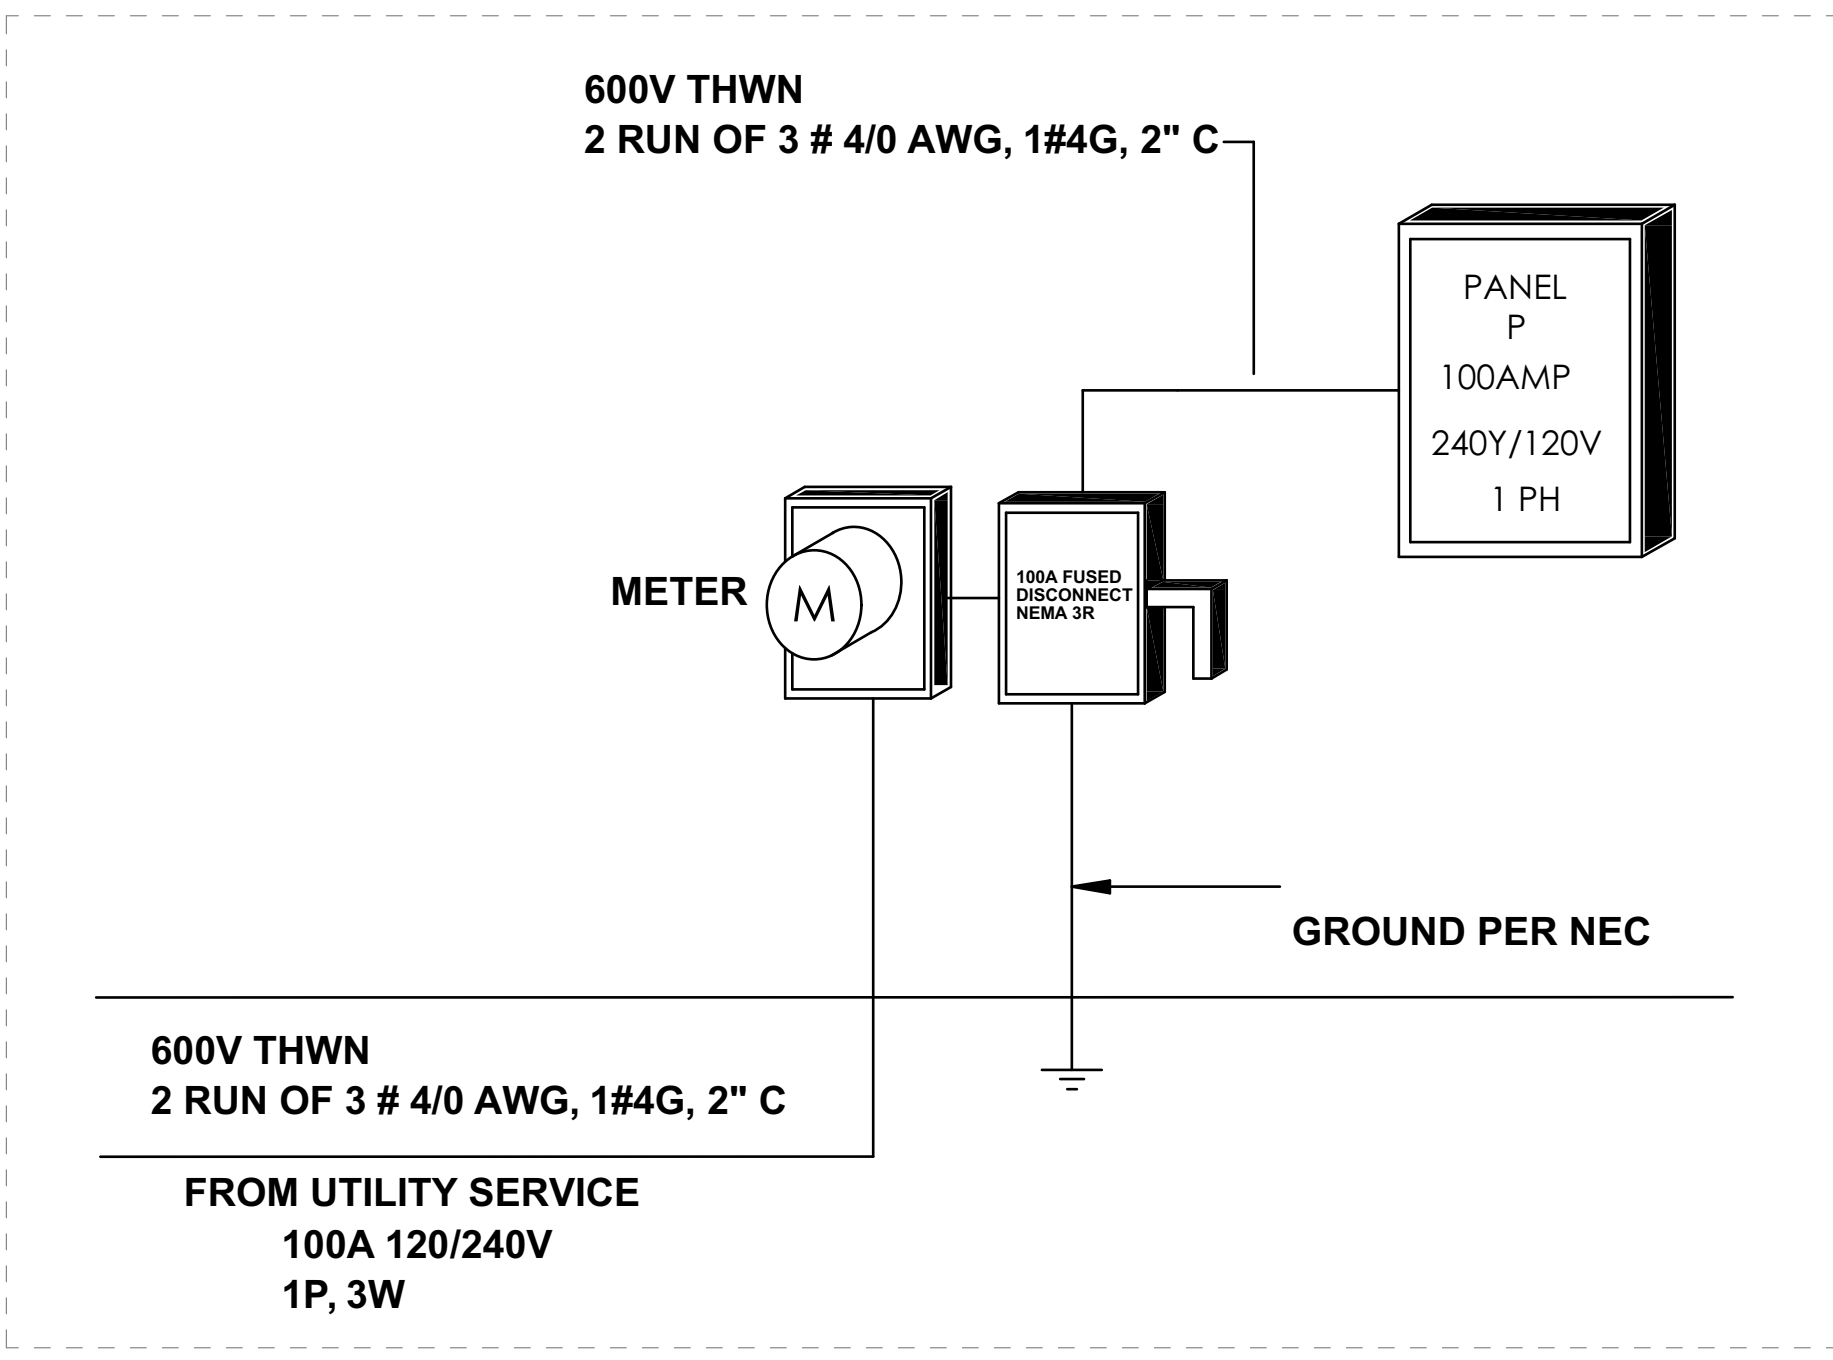 600V THWN
2 RUN OF 3 # 4/0 AWG, 1#4G, 2" C
PANEL
P
100AMP
240Y/120V
1 PH
METER
M
100A FUSED
DISCONNECT
NEMA 3R
GROUND PER NEC
600V THWN
2 RUN OF 3 # 4/0 AWG, 1#4G, 2" C
FROM UTILITY SERVICE
100A 120/240V
1P, 3W